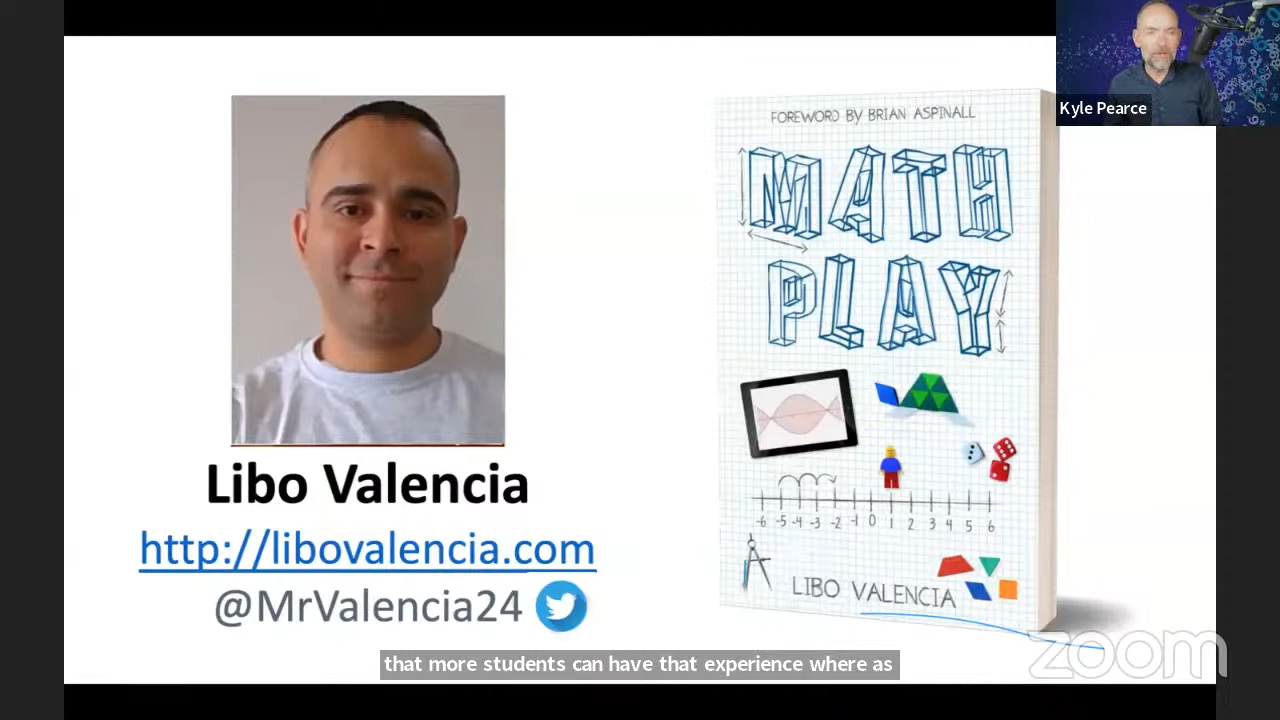 Kyle Pearce
FOREWORD BY BRIAN ASPINALL
MATH
PLAY
-6 -5 -4 -3 -2 -1 0 1 2 3 4 5 6
LIBO VALENCIA
Libo Valencia
http://libovalencia.com
@MrValencia24
that more students can have that experience where as
zoom